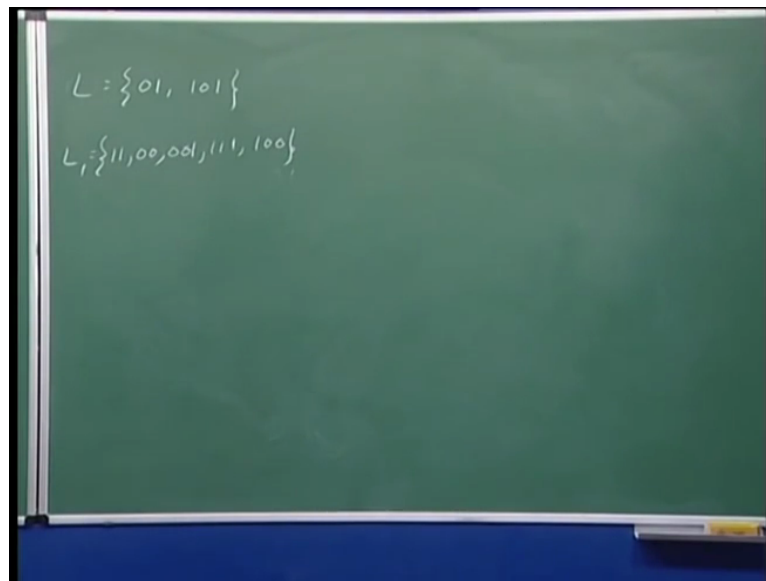 L = {01, 101}
L₁ = {11, 00, 001, 111, 100}